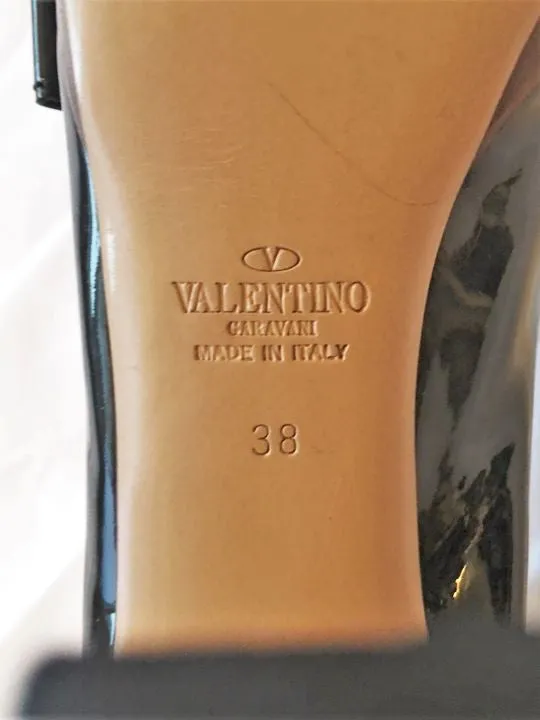 V
VALENTINO
GARAVANI
MADE IN ITALY
38